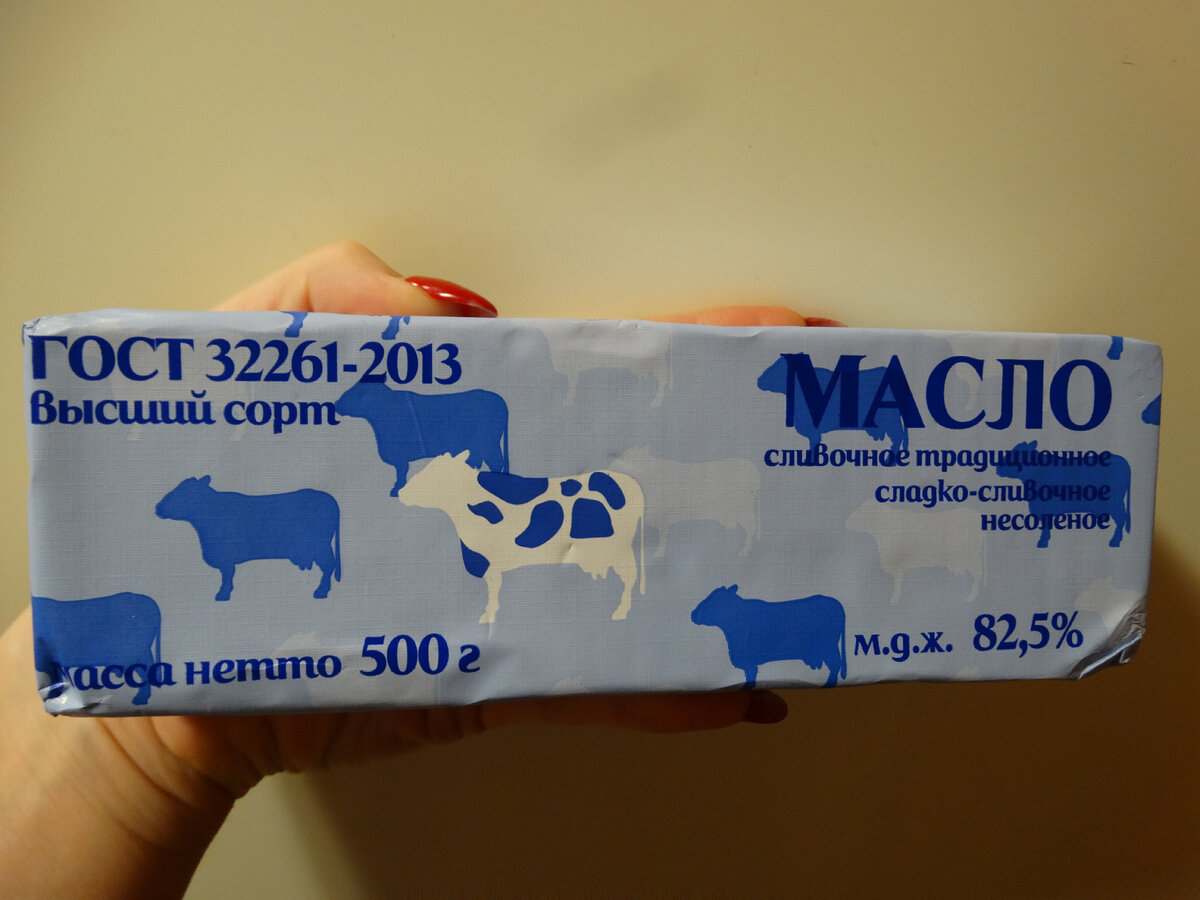 ГОСТ 32261-2013
Высший сорт
МАСЛО
сливочное традиционное
сладко-сливочное
несоленое
масса нетто 500 г
м.д.ж. 82,5%